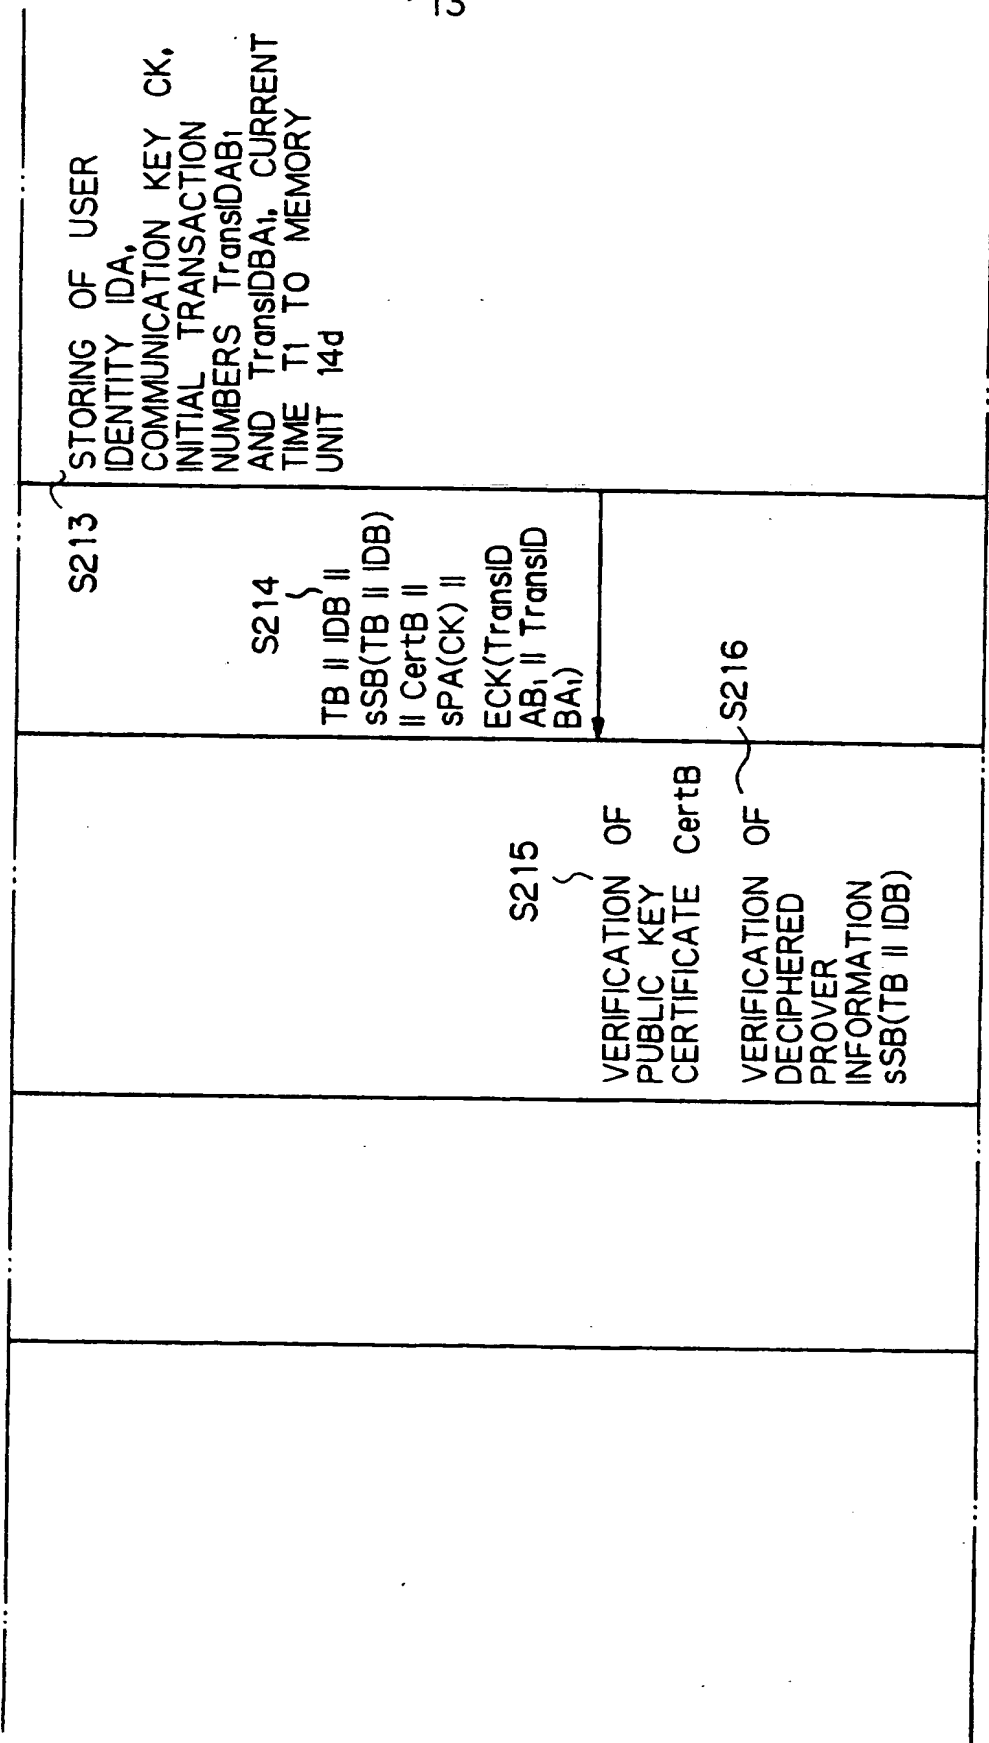 13
S213
STORING OF USER
IDENTITY IDA,
COMMUNICATION KEY CK,
INITIAL TRANSACTION
NUMBERS TransIDAB₁
AND TransIDBA₁, CURRENT
TIME T1 TO MEMORY
UNIT 14d
S214
TB || IDB ||
sSB(TB || IDB)
|| CertB ||
sPA(CK) ||
ECK(TransID
AB₁ || TransID
BA₁)
S215
VERIFICATION OF
PUBLIC KEY
CERTIFICATE CertB
S216
VERIFICATION OF
DECIPHERED
PROVER
INFORMATION
sSB(TB || IDB)